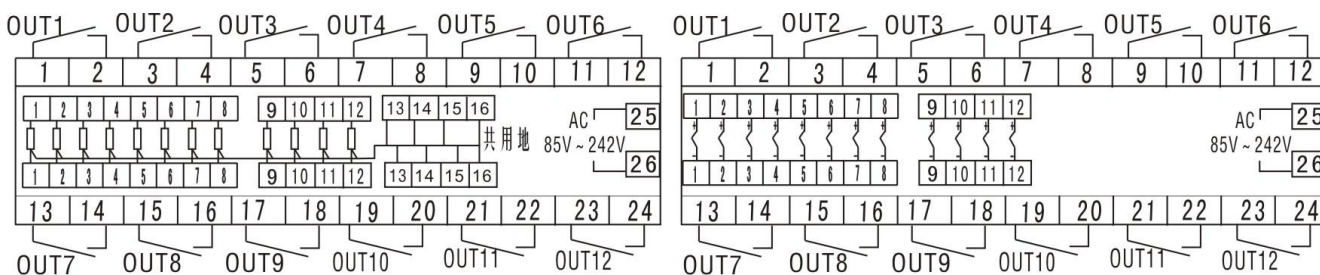 OUT1 OUT2 OUT3 OUT4 OUT5 OUT6
1 2 3 4 5 6 7 8 9 10 11 12
1 2 3 4 5 6 7 8 9 10 11 12 13 14 15 16
AC 25
共用地 85V~242V
26
1 2 3 4 5 6 7 8 9 10 11 12 13 14 15 16
13 14 15 16 17 18 19 20 21 22 23 24
OUT7 OUT8 OUT9 OUT10 OUT11 OUT12
OUT1 OUT2 OUT3 OUT4 OUT5 OUT6
1 2 3 4 5 6 7 8 9 10 11 12
1 2 3 4 5 6 7 8 9 10 11 12
AC 25
85V~242V
26
1 2 3 4 5 6 7 8 9 10 11 12
13 14 15 16 17 18 19 20 21 22 23 24
OUT7 OUT8 OUT9 OUT10 OUT11 OUT12